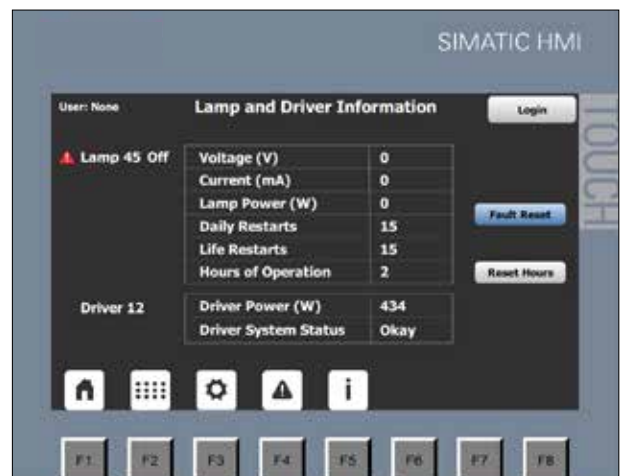 SIMATIC HMI
TOUCH
User: None
Lamp and Driver Information
Login
Lamp 45 Off
Voltage (V) 0
Current (mA) 0
Lamp Power (W) 0
Daily Restarts 15
Life Restarts 15
Hours of Operation 2
Fault Reset
Reset Hours
Driver 12
Driver Power (W) 434
Driver System Status Okay
i
F1 F2 F3 F4 F5 F6 F7 F8